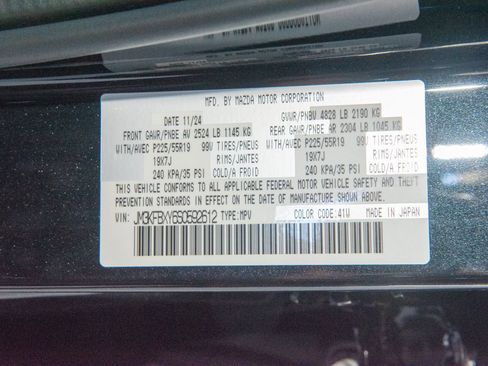 MFD. BY MAZDA MOTOR CORPORATION
DATE 11/24 GVWR/PNBV 4828 LB 2190 KG
FRONT GAWR/PNBE AV 2524 LB 1145 KG REAR GAWR/PNBE AR 2304 LB 1045 KG
WITH/AVEC P225/55R19 99V TIRES/PNEUS WITH/AVEC P225/55R19 99V TIRES/PNEUS
19X7J RIMS/JANTES 19X7J RIMS/JANTES
240 KPA/35 PSI COLD/A FROID 240 KPA/35 PSI COLD/A FROID
THIS VEHICLE CONFORMS TO ALL APPLICABLE FEDERAL MOTOR VEHICLE SAFETY AND THEFT
PREVENTION STANDARDS IN EFFECT ON THE DATE OF MANUFACTURE SHOWN ABOVE.
VIN: JM3KFBXY6S0592612 TYPE:MPV COLOR CODE:41W MADE IN JAPAN